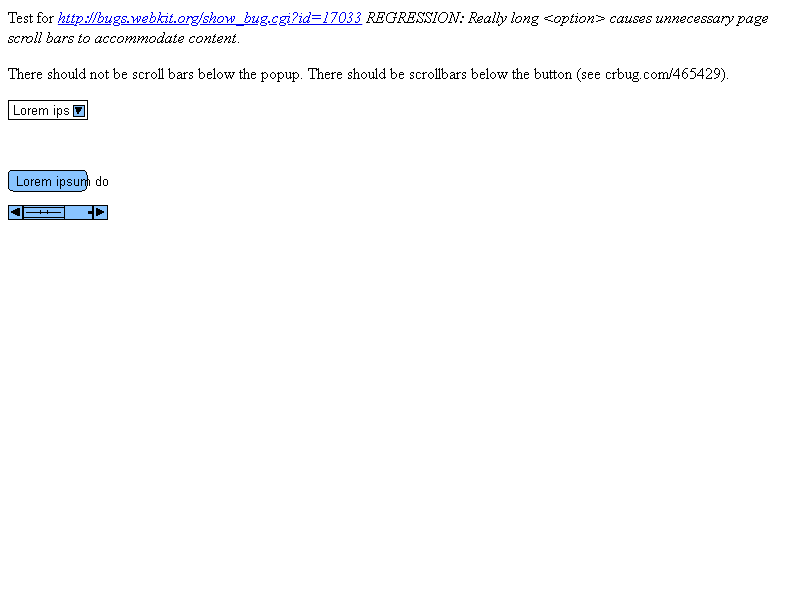 Test for http://bugs.webkit.org/show_bug.cgi?id=17033 REGRESSION: Really long <option> causes unnecessary page
scroll bars to accommodate content.
There should not be scroll bars below the popup. There should be scrollbars below the button (see crbug.com/465429).
Lorem ips
Lorem ipsum do